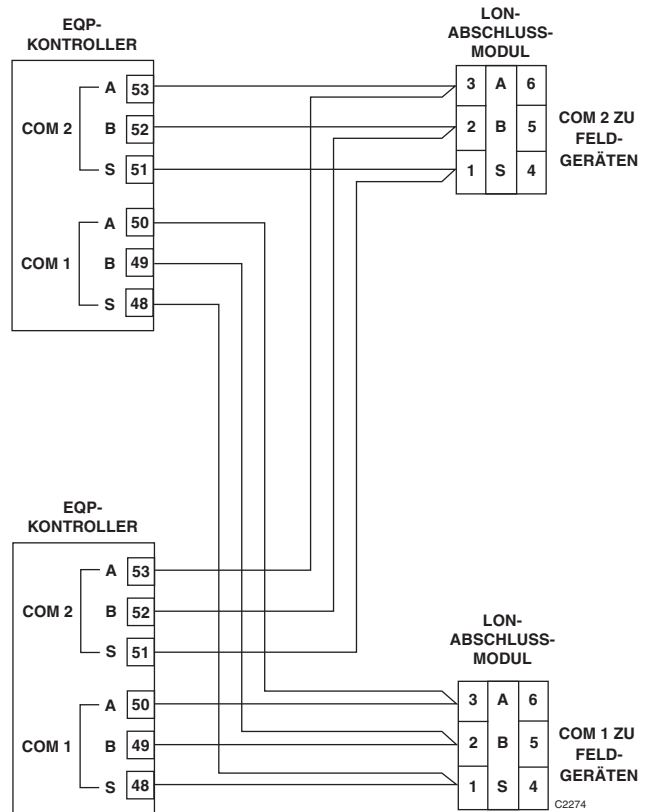 EQP-
KONTROLLER
COM 2
A 53
B 52
S 51
COM 1
A 50
B 49
S 48
LON-
ABSCHLUSS-
MODUL
3 A 6
2 B 5
1 S 4
COM 2 ZU
FELD-
GERÄTEN
EQP-
KONTROLLER
COM 2
A 53
B 52
S 51
COM 1
A 50
B 49
S 48
LON-
ABSCHLUSS-
MODUL
3 A 6
2 B 5
1 S 4
COM 1 ZU
FELD-
GERÄTEN
C2274